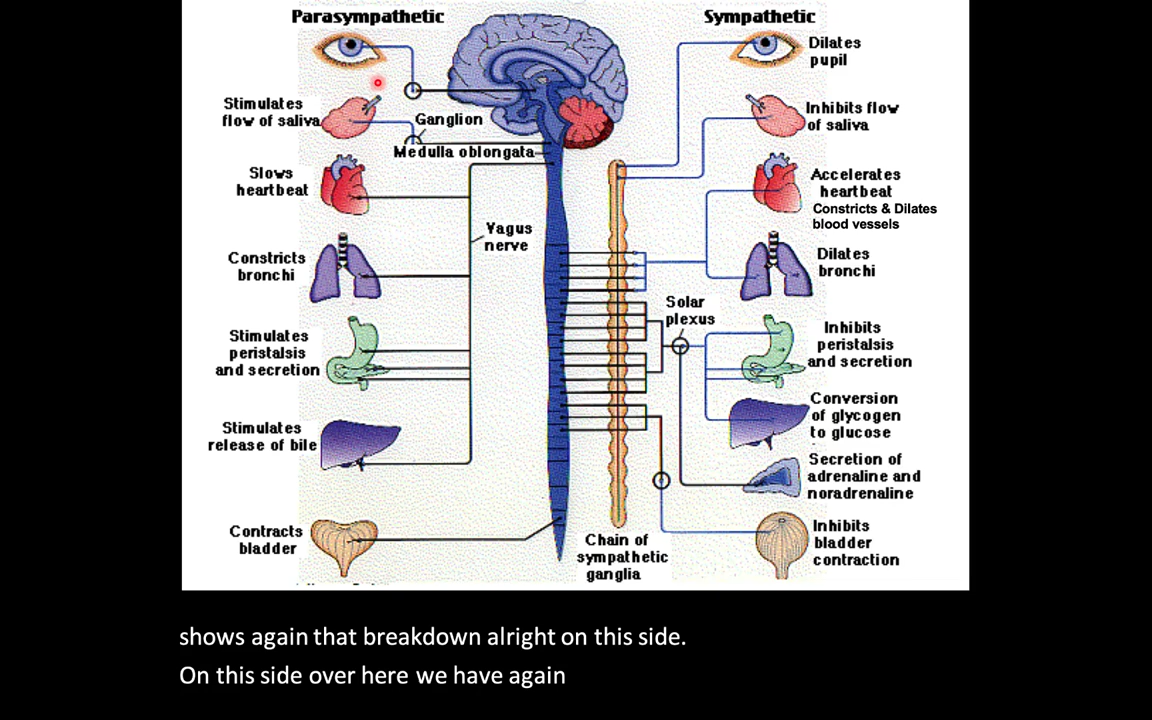 Parasympathetic
Sympathetic
Dilates
pupil
Stimulates
flow of saliva
Ganglion
Medulla oblongata
Inhibits flow
of saliva
Slows
heartbeat
Accelerates
heartbeat
Constricts & Dilates
blood vessels
Vagus
nerve
Constricts
bronchi
Dilates
bronchi
Solar
plexus
Stimulates
peristalsis
and secretion
Inhibits
peristalsis
and secretion
Conversion
of glycogen
to glucose
Stimulates
release of bile
Secretion of
adrenaline and
noradrenaline
Contracts
bladder
Chain of
sympathetic
ganglia
Inhibits
bladder
contraction
shows again that breakdown alright on this side.
On this side over here we have again